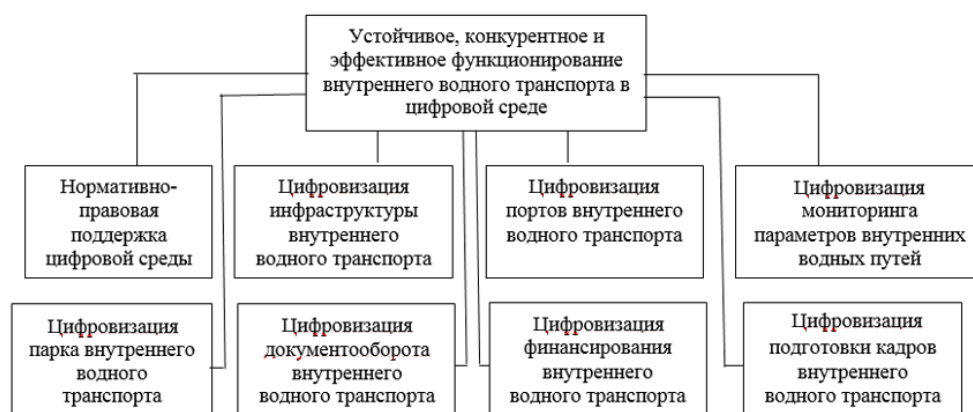 Устойчивое, конкурентное и
эффективное функционирование
внутреннего водного транспорта в
цифровой среде
Нормативно-
правовая
поддержка
цифровой среды
Цифровизация
инфраструктуры
внутреннего
водного транспорта
Цифровизация
портов внутреннего
водного транспорта
Цифровизация
мониторинга
параметров внутренних
водных путей
Цифровизация
парка внутреннего
водного
транспорта
Цифровизация
документооборота
внутреннего
водного транспорта
Цифровизация
финансирования
внутреннего
водного транспорта
Цифровизация
подготовки кадров
внутреннего
водного транспорта